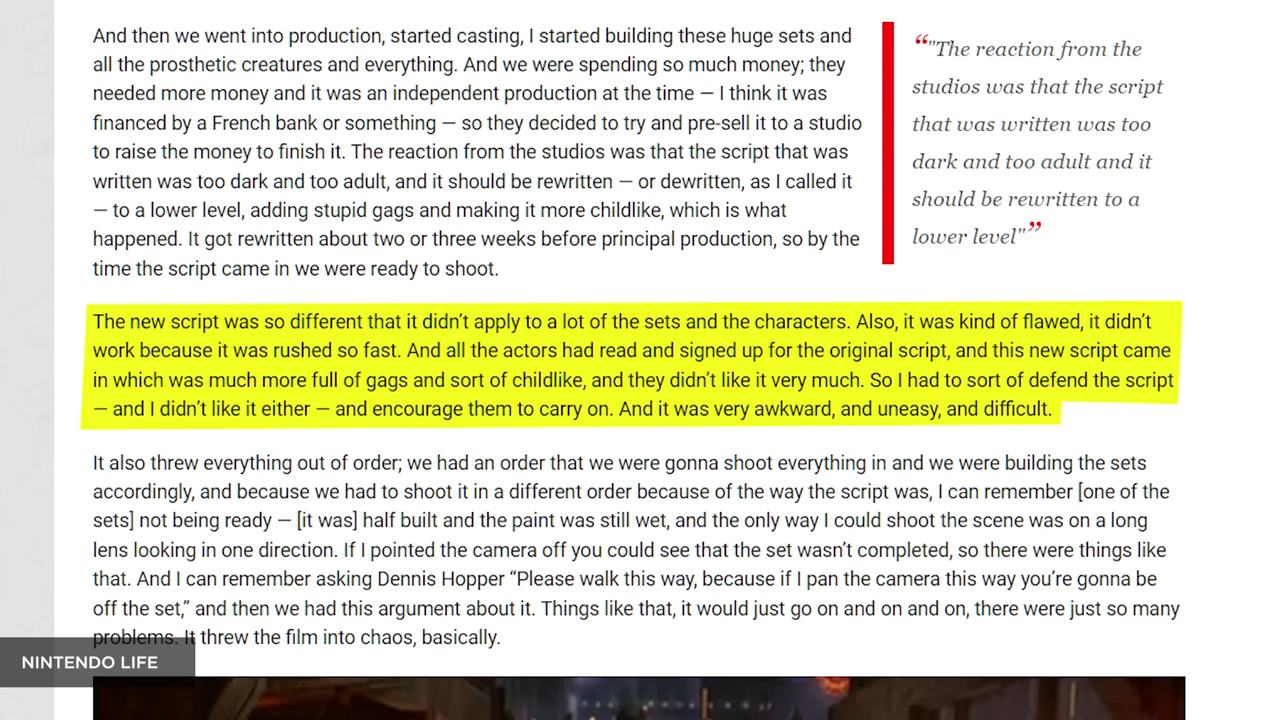 And then we went into production, started casting, I started building these huge sets and
all the prosthetic creatures and everything. And we were spending so much money; they
needed more money and it was an independent production at the time — I think it was
financed by a French bank or something — so they decided to try and pre-sell it to a studio
to raise the money to finish it. The reaction from the studios was that the script that was
written was too dark and too adult, and it should be rewritten — or dewritten, as I called it
— to a lower level, adding stupid gags and making it more childlike, which is what
happened. It got rewritten about two or three weeks before principal production, so by the
time the script came in we were ready to shoot.
“"The reaction from the
studios was that the script
that was written was too
dark and too adult and it
should be rewritten to a
lower level"”
The new script was so different that it didn’t apply to a lot of the sets and the characters. Also, it was kind of flawed, it didn’t
work because it was rushed so fast. And all the actors had read and signed up for the original script, and this new script came
in which was much more full of gags and sort of childlike, and they didn’t like it very much. So I had to sort of defend the script
— and I didn’t like it either — and encourage them to carry on. And it was very awkward, and uneasy, and difficult.
It also threw everything out of order; we had an order that we were gonna shoot everything in and we were building the sets
accordingly, and because we had to shoot it in a different order because of the way the script was, I can remember [one of the
sets] not being ready — [it was] half built and the paint was still wet, and the only way I could shoot the scene was on a long
lens looking in one direction. If I pointed the camera off you could see that the set wasn’t completed, so there were things like
that. And I can remember asking Dennis Hopper “Please walk this way, because if I pan the camera this way you’re gonna be
off the set,” and then we had this argument about it. Things like that, it would just go on and on and on, there were just so many
problems. It threw the film into chaos, basically.
NINTENDO LIFE